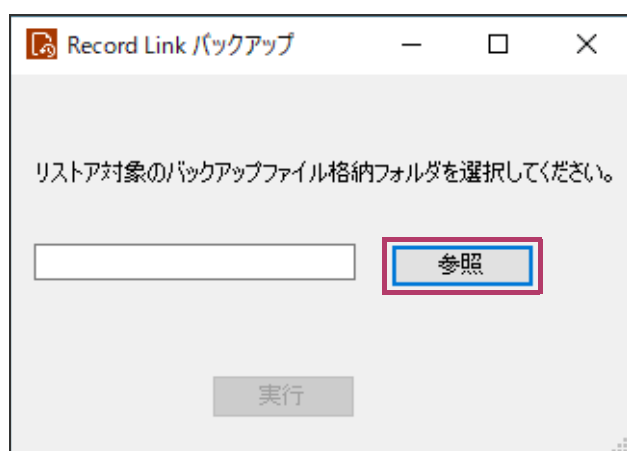 Record Link バックアップ
リストア対象のバックアップファイル格納フォルダを選択してください。
参照
実行